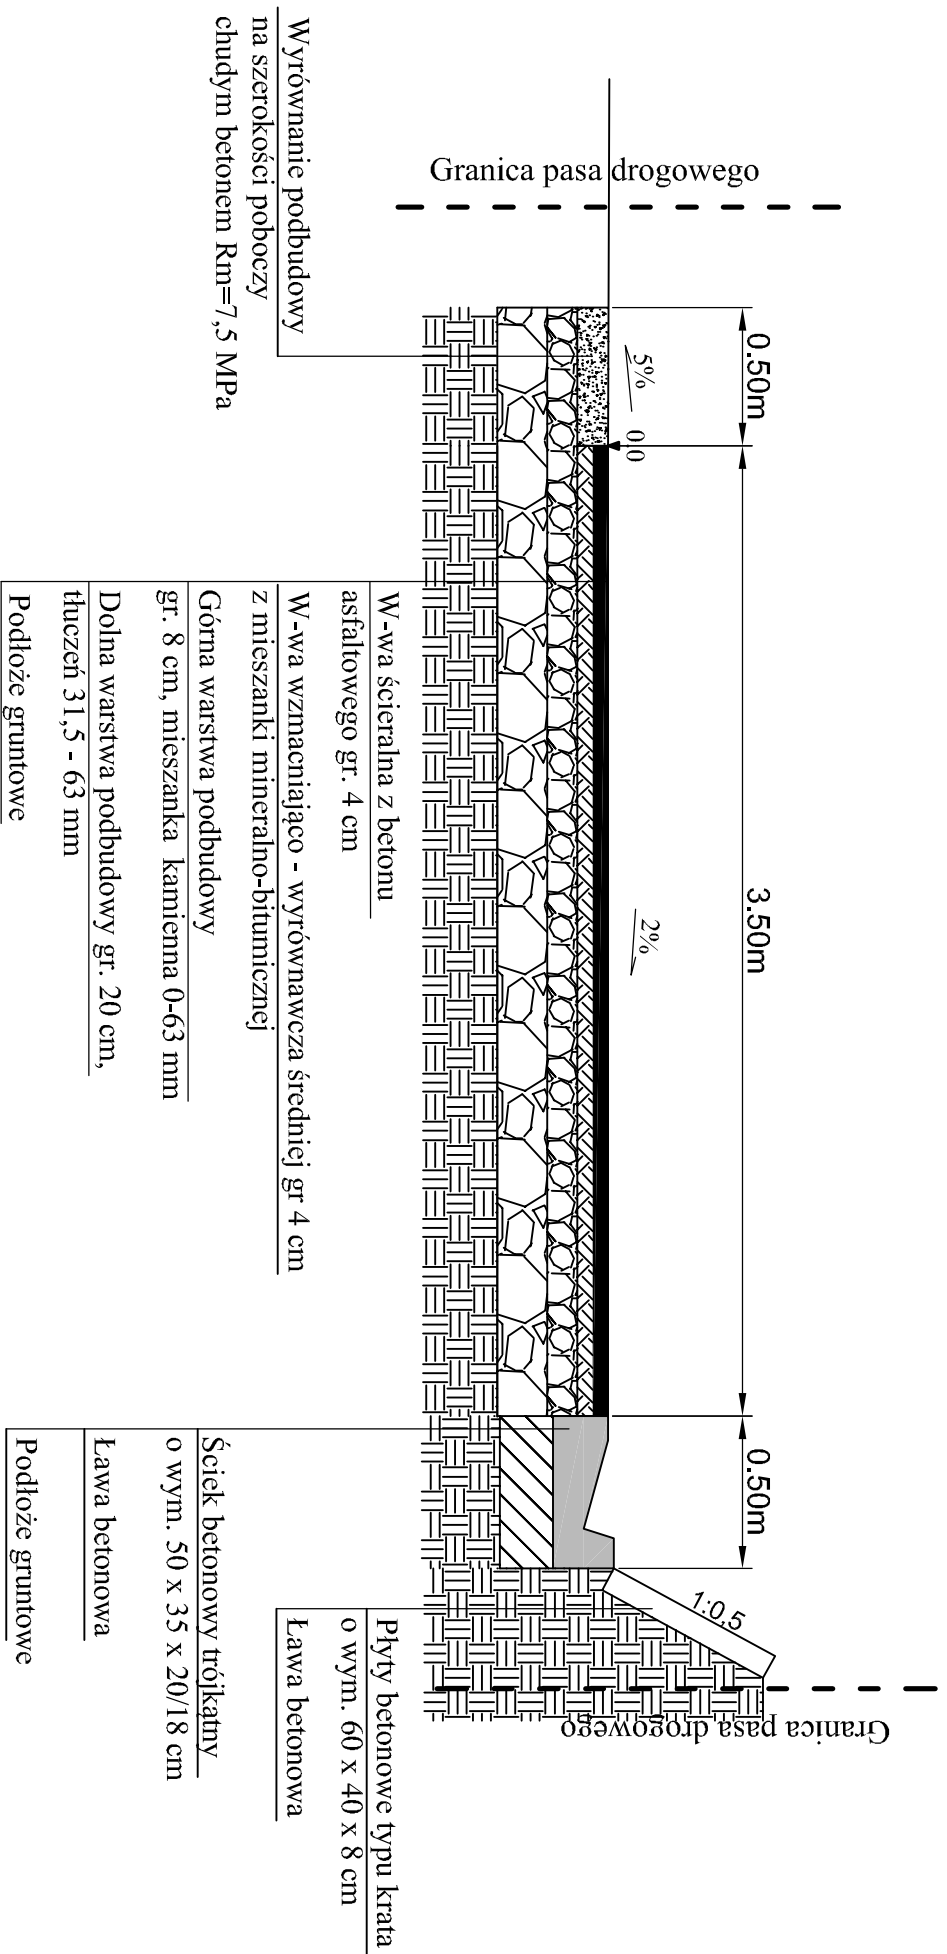 Granica pasa drogowego
0.50m
3.50m
0.50m
5%
0,0
2%
1:0,5
Granica pasa drogowego
Wyrównanie podbudowy
na szerokości poboczy
chudym betonem Rm=7,5 MPa
W-wa ścieralna z betonu
asfaltowego gr. 4 cm
W-wa wzmacniająco - wyrównawcza średniej gr 4 cm
z mieszanki mineralno-bitumicznej
Górna warstwa podbudowy
gr. 8 cm, mieszanka kamienna 0-63 mm
Dolna warstwa podbudowy gr. 20 cm,
tłuczeń 31,5 - 63 mm
Podłoże gruntowe
Ściek betonowy trójkątny
o wym. 50 x 35 x 20/18 cm
Ława betonowa
Podłoże gruntowe
Płyty betonowe typu krata
o wym. 60 x 40 x 8 cm
Ława betonowa